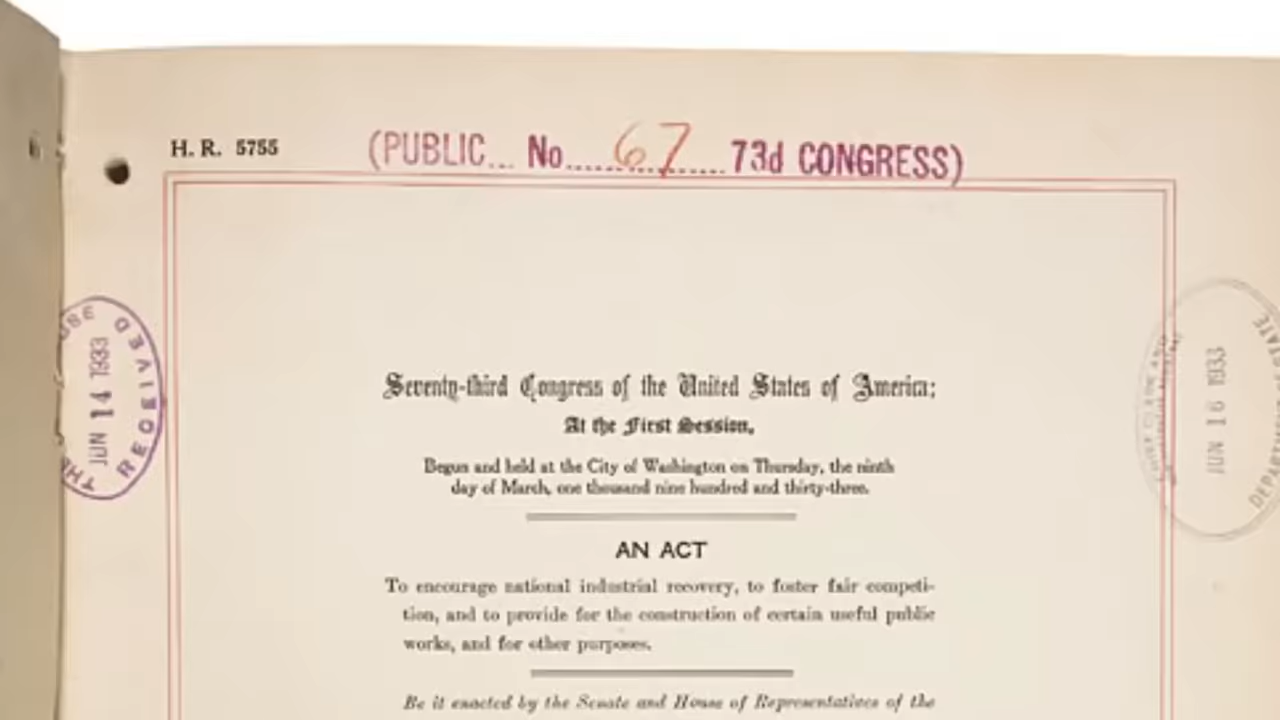 H. R. 5755
(PUBLIC... No......67......73d CONGRESS)
THE
USE
RECEIVED
JUN 14 1933
JUN 16 1933
STATE
Seventy-third Congress of the United States of America;
At the First Session,
Begun and held at the City of Washington on Thursday, the ninth
day of March, one thousand nine hundred and thirty-three.
AN ACT
To encourage national industrial recovery, to foster fair competi-
tion, and to provide for the construction of certain useful public
works, and for other purposes.
Be it enacted by the Senate and House of Representatives of the